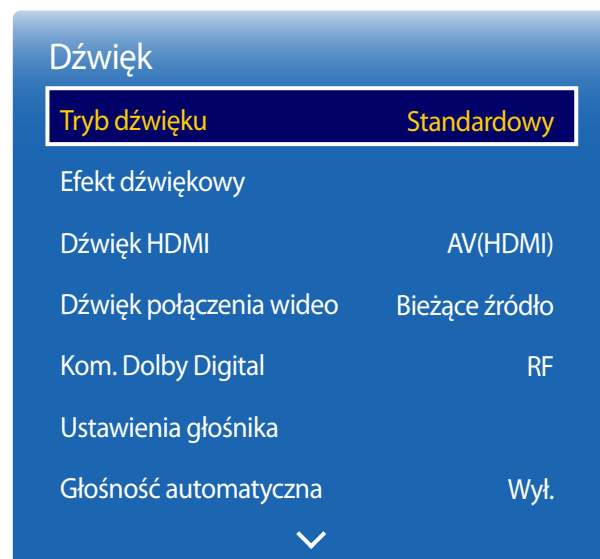 Dźwięk
Tryb dźwięku Standardowy
Efekt dźwiękowy
Dźwięk HDMI AV(HDMI)
Dźwięk połączenia wideo Bieżące źródło
Kom. Dolby Digital RF
Ustawienia głośnika
Głośność automatyczna Wył.